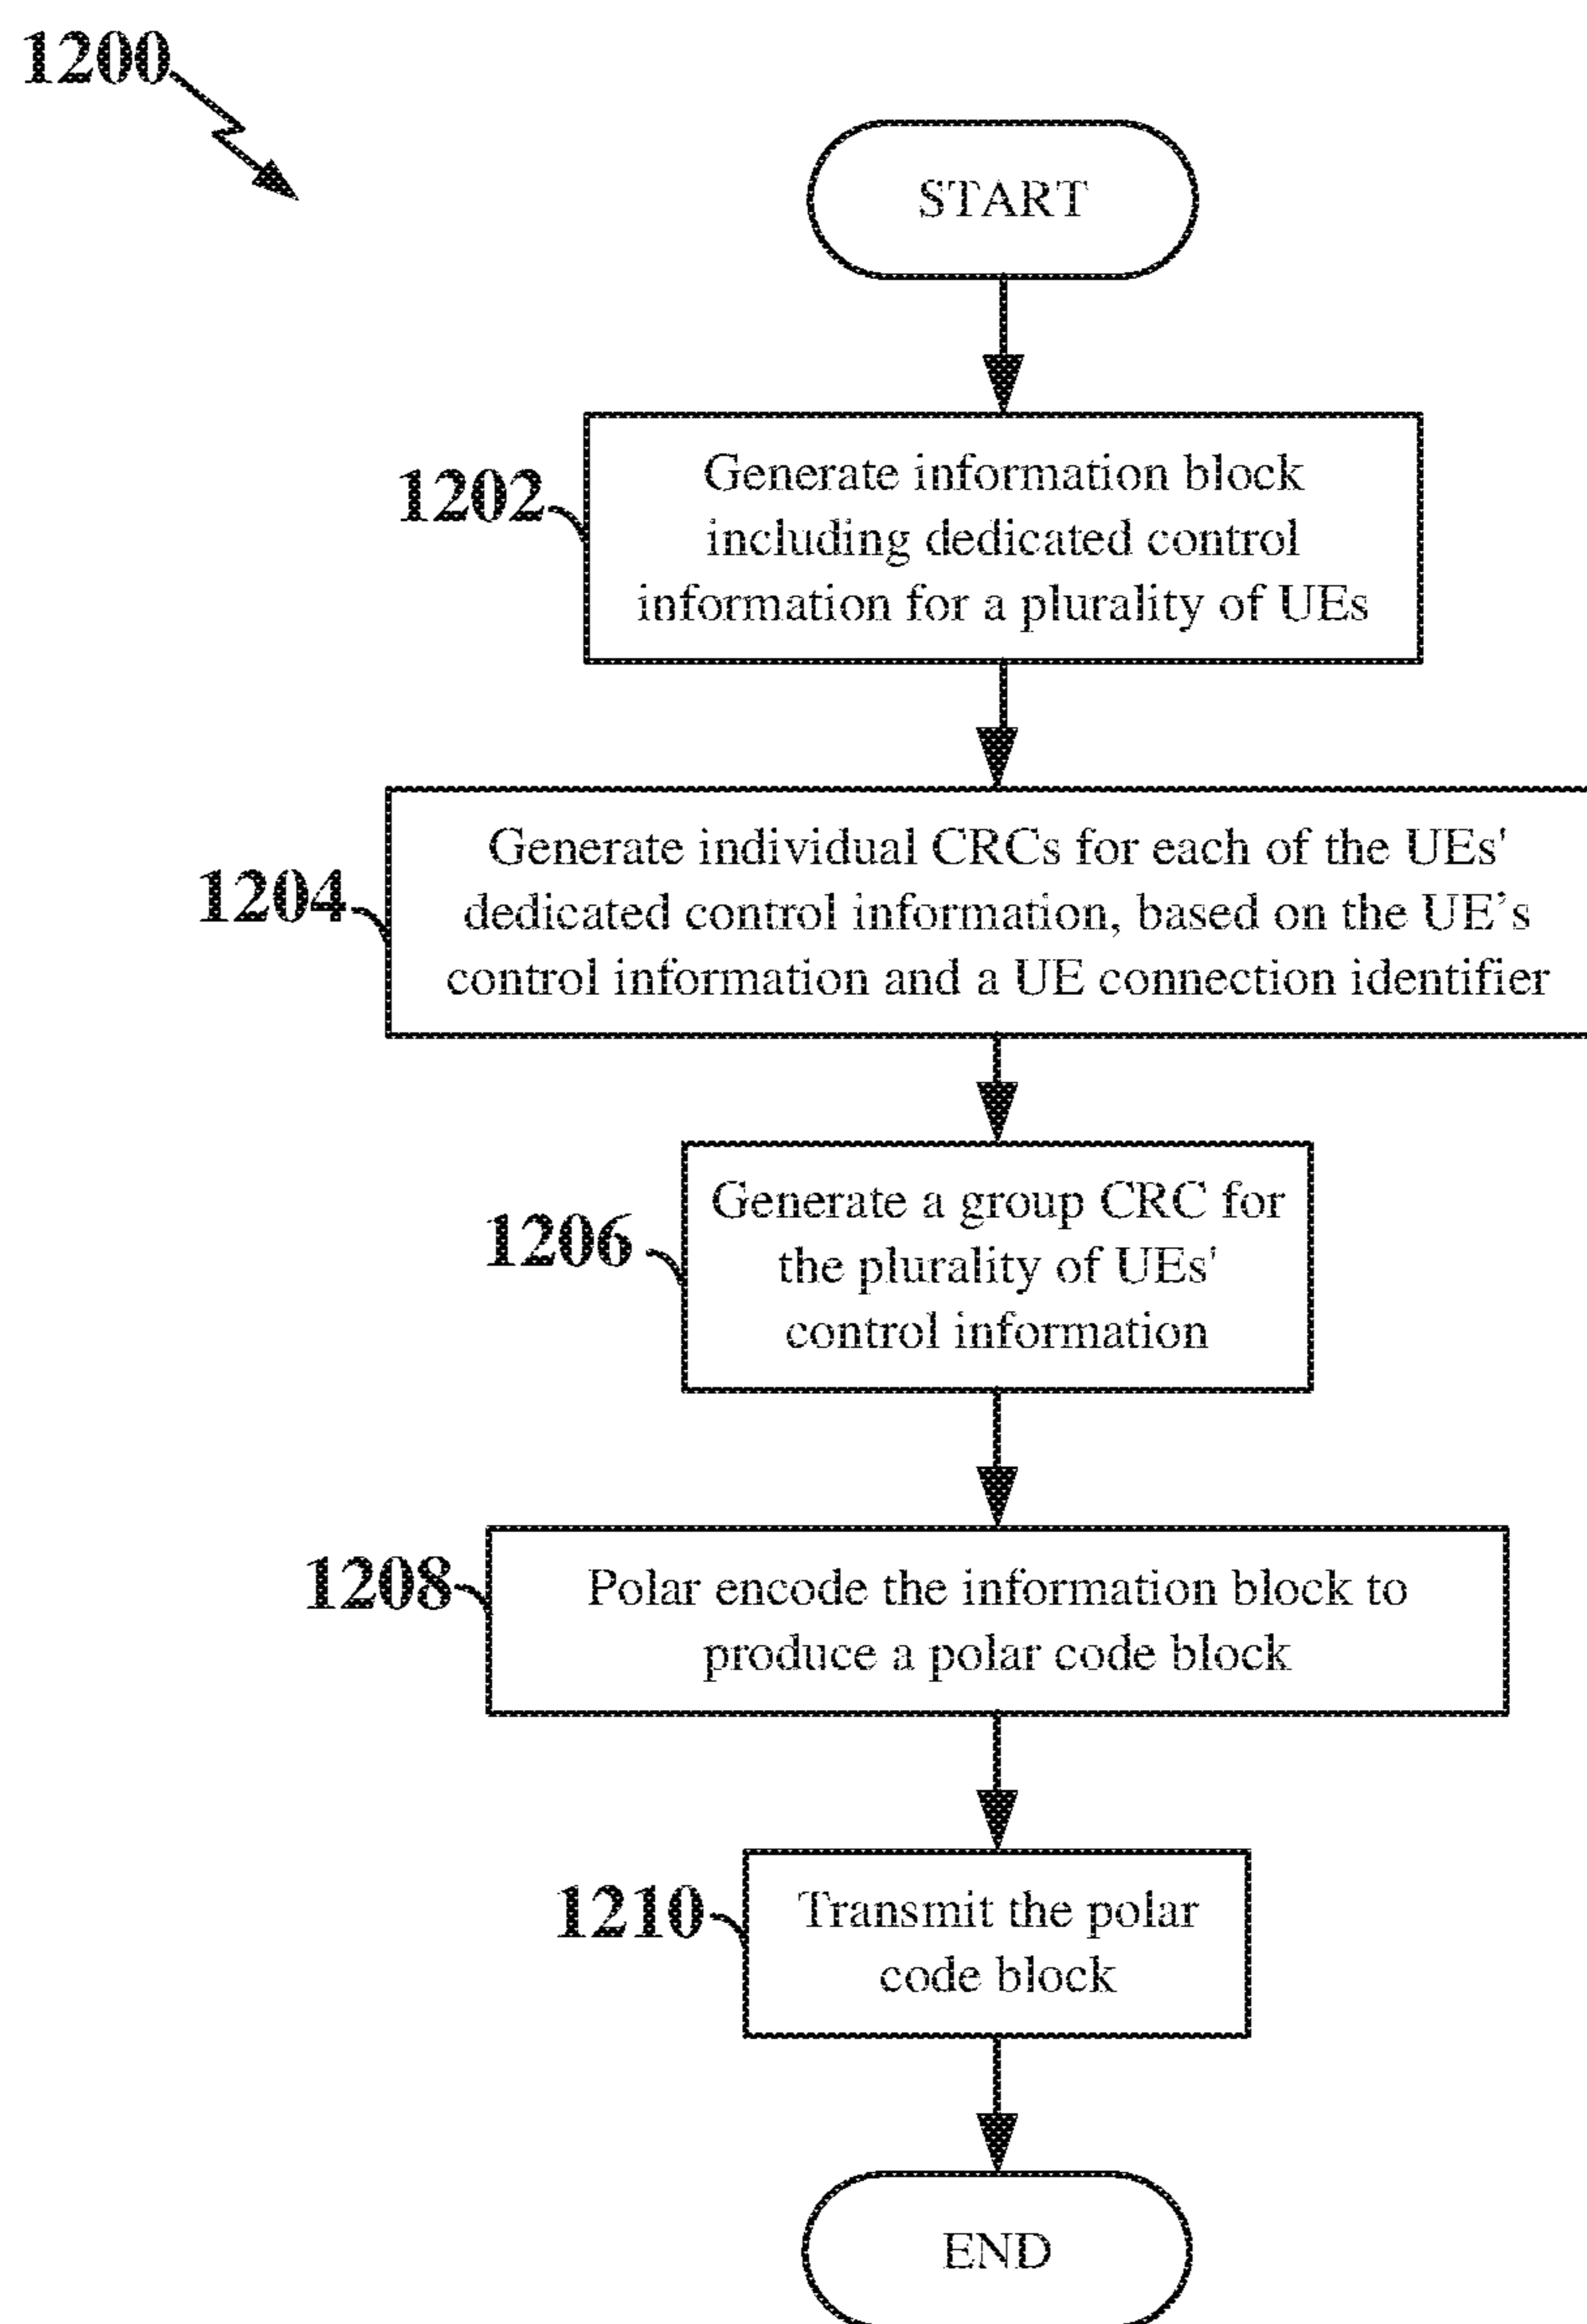 1200
START
1202
Generate information block
including dedicated control
information for a plurality of UEs
1204
Generate individual CRCs for each of the UEs'
dedicated control information, based on the UE's
control information and a UE connection identifier
1206
Generate a group CRC for
the plurality of UEs'
control information
1208
Polar encode the information block to
produce a polar code block
1210
Transmit the polar
code block
END